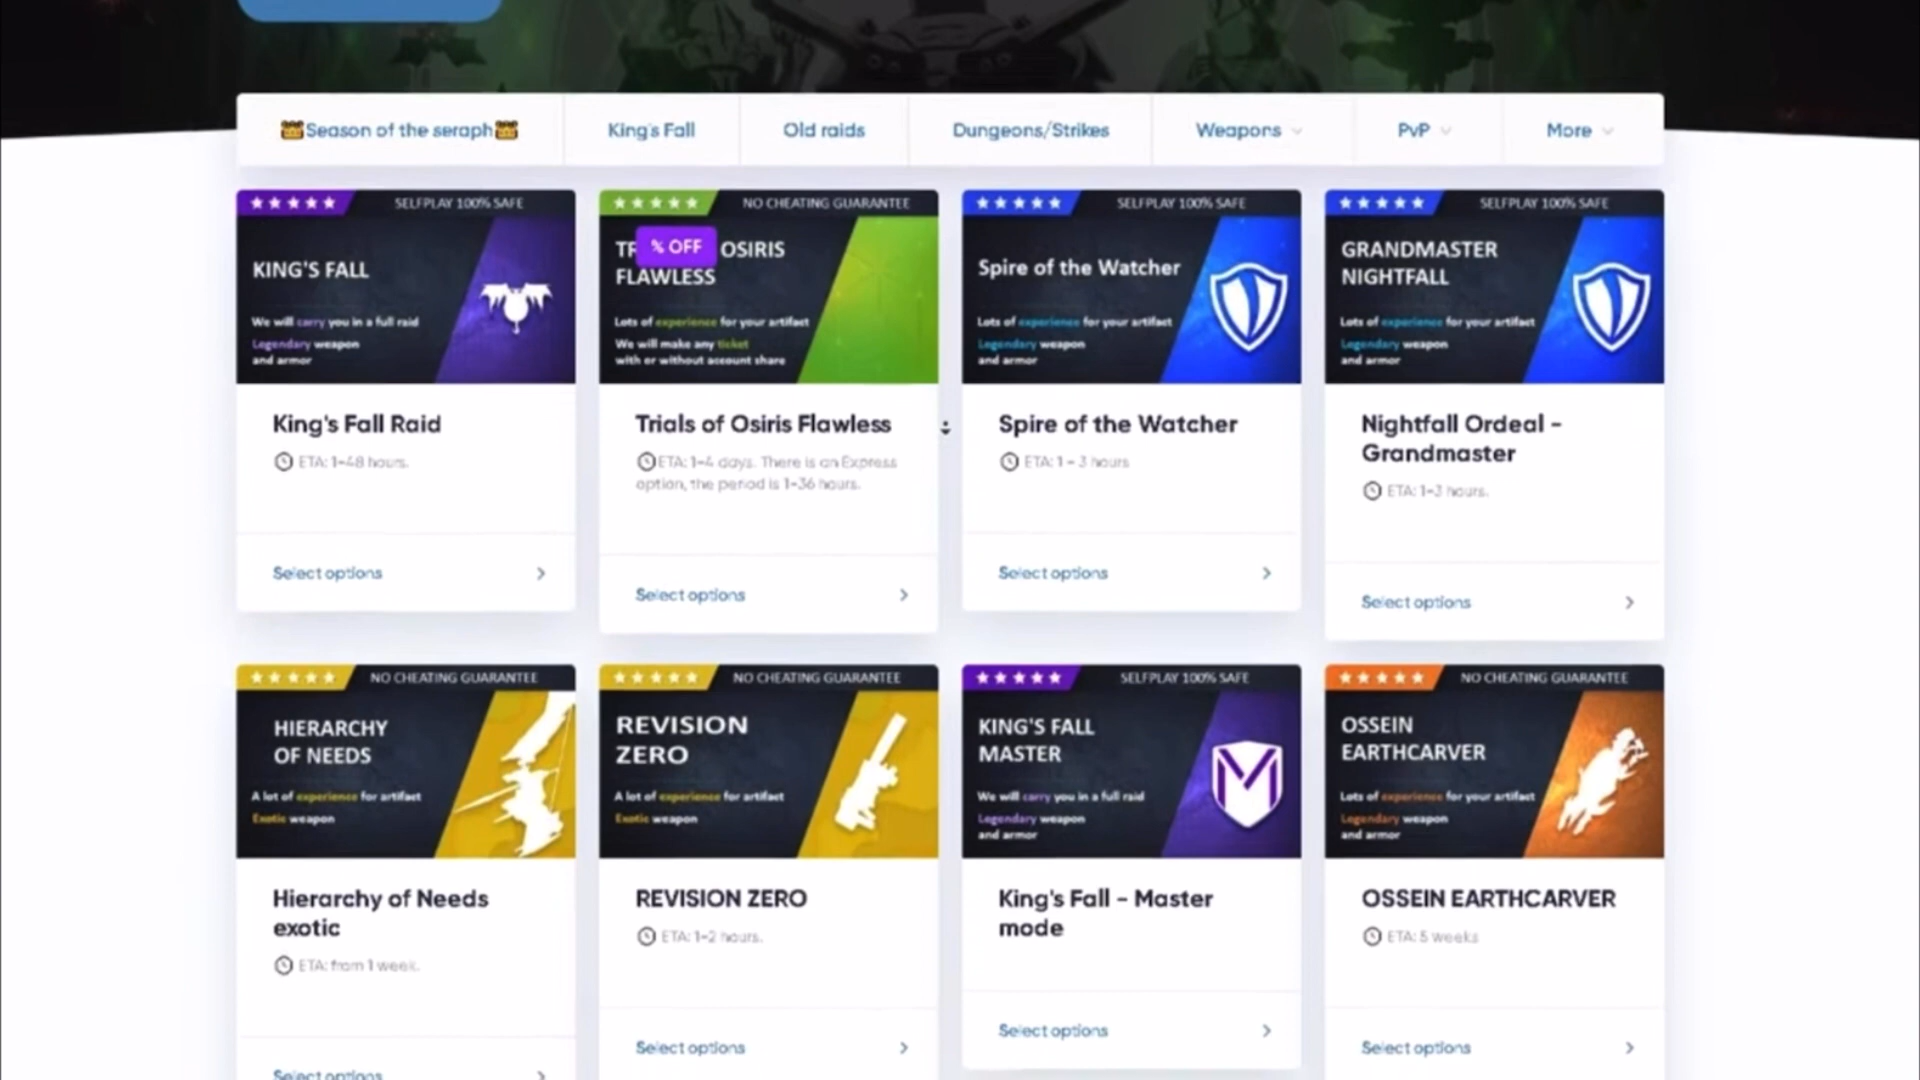 Season of the seraph
King's Fall
Old raids
Dungeons/Strikes
Weapons
PvP
More
SELFPLAY 100% SAFE
KING'S FALL
We will carry you in a full raid
Legendary weapon
and armor
King's Fall Raid
ETA: 1-48 hours.
Select options
NO CHEATING GUARANTEE
% OFF
OSIRIS
FLAWLESS
Lots of experience for your artifact
We will make any ticket
with or without account share
Trials of Osiris Flawless
ETA: 1-4 days. There is an Express
option, the period is 1-36 hours.
Select options
SELFPLAY 100% SAFE
Spire of the Watcher
Lots of experience for your artifact
Legendary weapon
and armor
Spire of the Watcher
ETA: 1 - 3 hours
Select options
SELFPLAY 100% SAFE
GRANDMASTER
NIGHTFALL
Lots of experience for your artifact
Legendary weapon
and armor
Nightfall Ordeal -
Grandmaster
ETA: 1-3 hours.
Select options
NO CHEATING GUARANTEE
HIERARCHY
OF NEEDS
A lot of experience for artifact
Exotic weapon
Hierarchy of Needs
exotic
ETA: from 1 week.
Select options
NO CHEATING GUARANTEE
REVISION
ZERO
A lot of experience for artifact
Exotic weapon
REVISION ZERO
ETA: 1-2 hours.
Select options
SELFPLAY 100% SAFE
KING'S FALL
MASTER
We will carry you in a full raid
Legendary weapon
and armor
King's Fall - Master
mode
Select options
NO CHEATING GUARANTEE
OSSEIN
EARTHCARVER
Lots of experience for your artifact
Legendary weapon
and armor
OSSEIN EARTHCARVER
ETA: 5 weeks
Select options